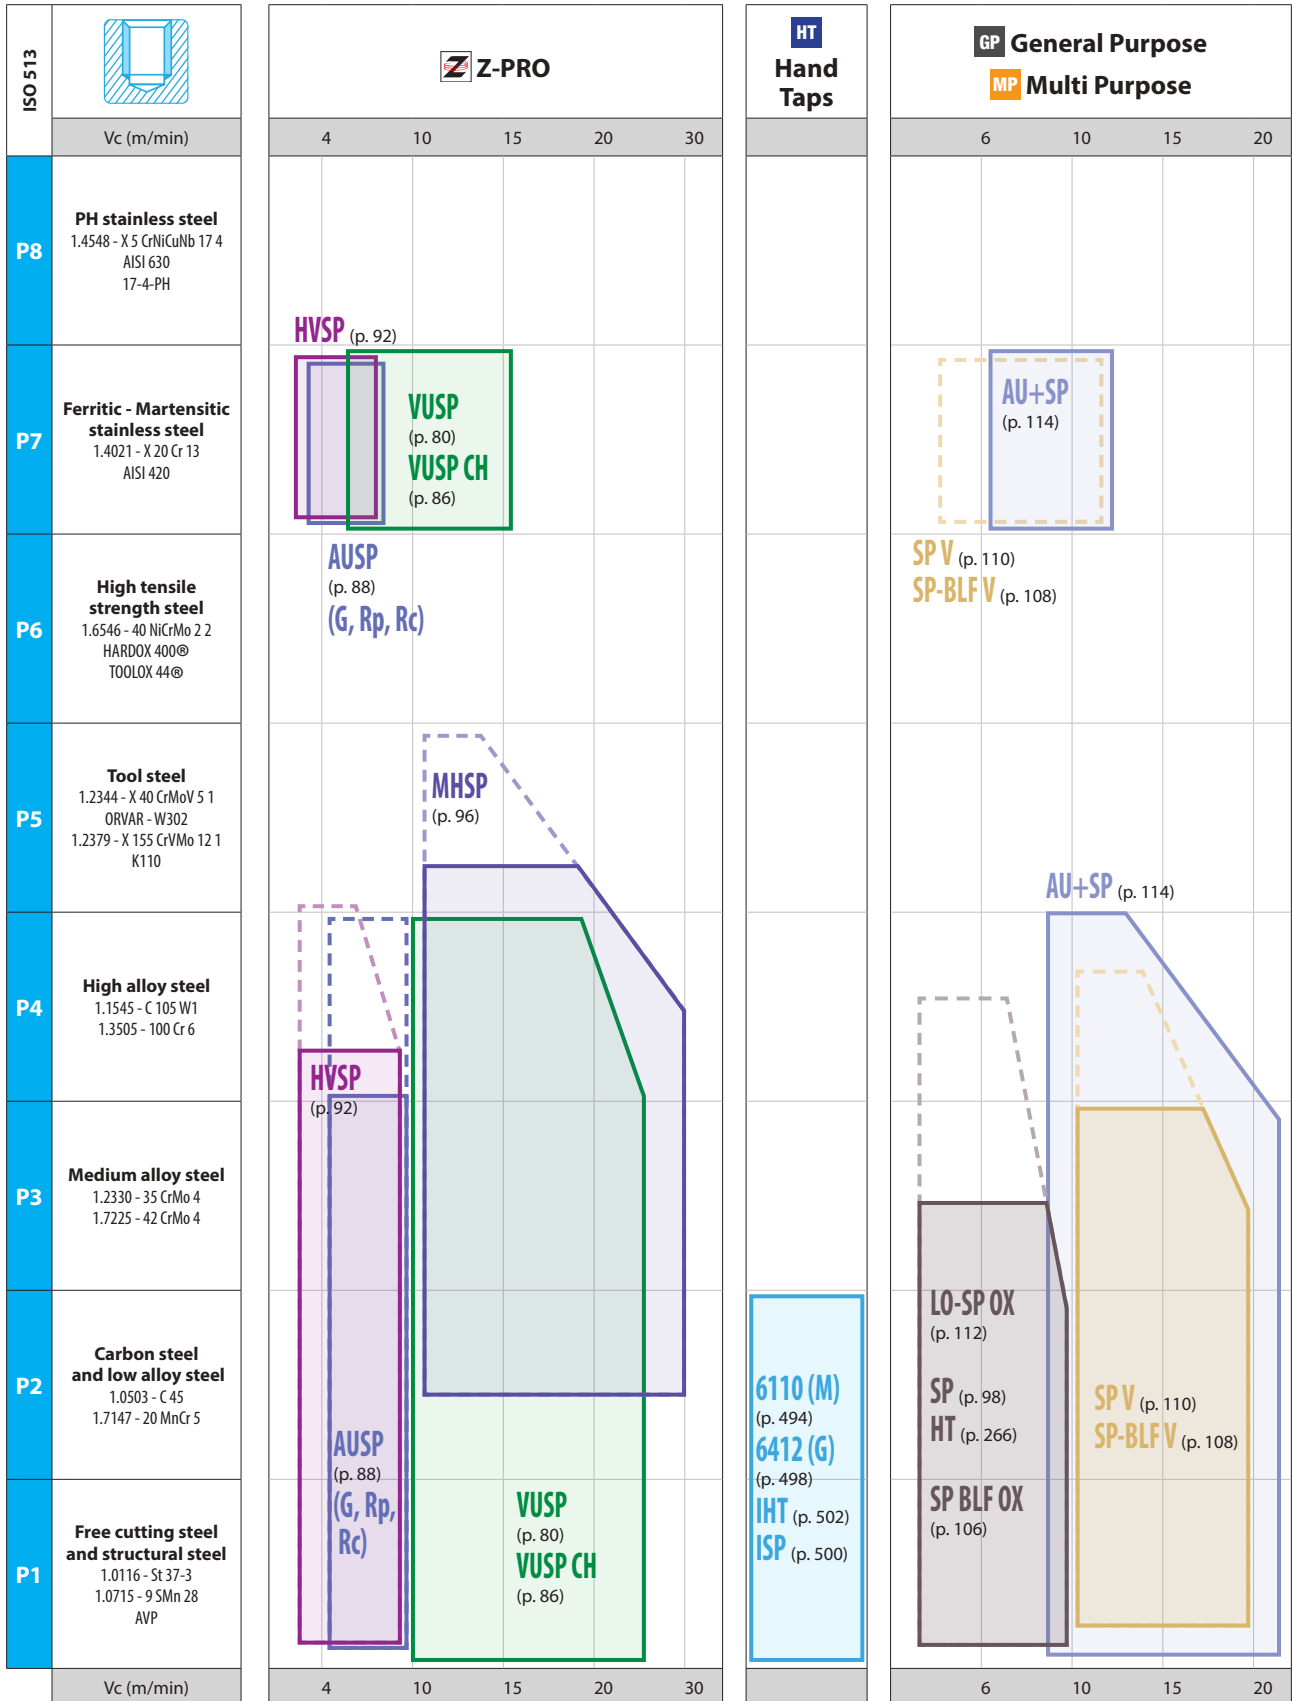 ISO 513
Z-PRO
HT
Hand
Taps
GP General Purpose
MP Multi Purpose
Vc (m/min)
4 10 15 20 30
6 10 15 20
P8
PH stainless steel
1.4548 - X 5 CrNiCuNb 17 4
AISI 630
17-4-PH
HVSP (p. 92)
P7
Ferritic - Martensitic
stainless steel
1.4021 - X 20 Cr 13
AISI 420
VUSP
(p. 80)
VUSP CH
(p. 86)
AU+SP
(p. 114)
P6
High tensile
strength steel
1.6546 - 40 NiCrMo 2 2
HARDOX 400®
TOOLOX 44®
AUSP
(p. 88)
(G, Rp, Rc)
SP V (p. 110)
SP-BLF V (p. 108)
P5
Tool steel
1.2344 - X 40 CrMoV 5 1
ORVAR - W302
1.2379 - X 155 CrVMo 12 1
K110
MHSP
(p. 96)
AU+SP (p. 114)
P4
High alloy steel
1.1545 - C 105 W1
1.3505 - 100 Cr 6
HVSP
(p. 92)
P3
Medium alloy steel
1.2330 - 35 CrMo 4
1.7225 - 42 CrMo 4
P2
Carbon steel
and low alloy steel
1.0503 - C 45
1.7147 - 20 MnCr 5
AUSP
(p. 88)
(G, Rp,
Rc)
6110 (M)
(p. 494)
6412 (G)
(p. 498)
IHT (p. 502)
ISP (p. 500)
LO-SP OX
(p. 112)
SP (p. 98)
HT (p. 266)
SP BLF OX
(p. 106)
SP V (p. 110)
SP-BLF V (p. 108)
P1
Free cutting steel
and structural steel
1.0116 - St 37-3
1.0715 - 9 SMn 28
AVP
VUSP
(p. 80)
VUSP CH
(p. 86)
Vc (m/min)
4 10 15 20 30
6 10 15 20